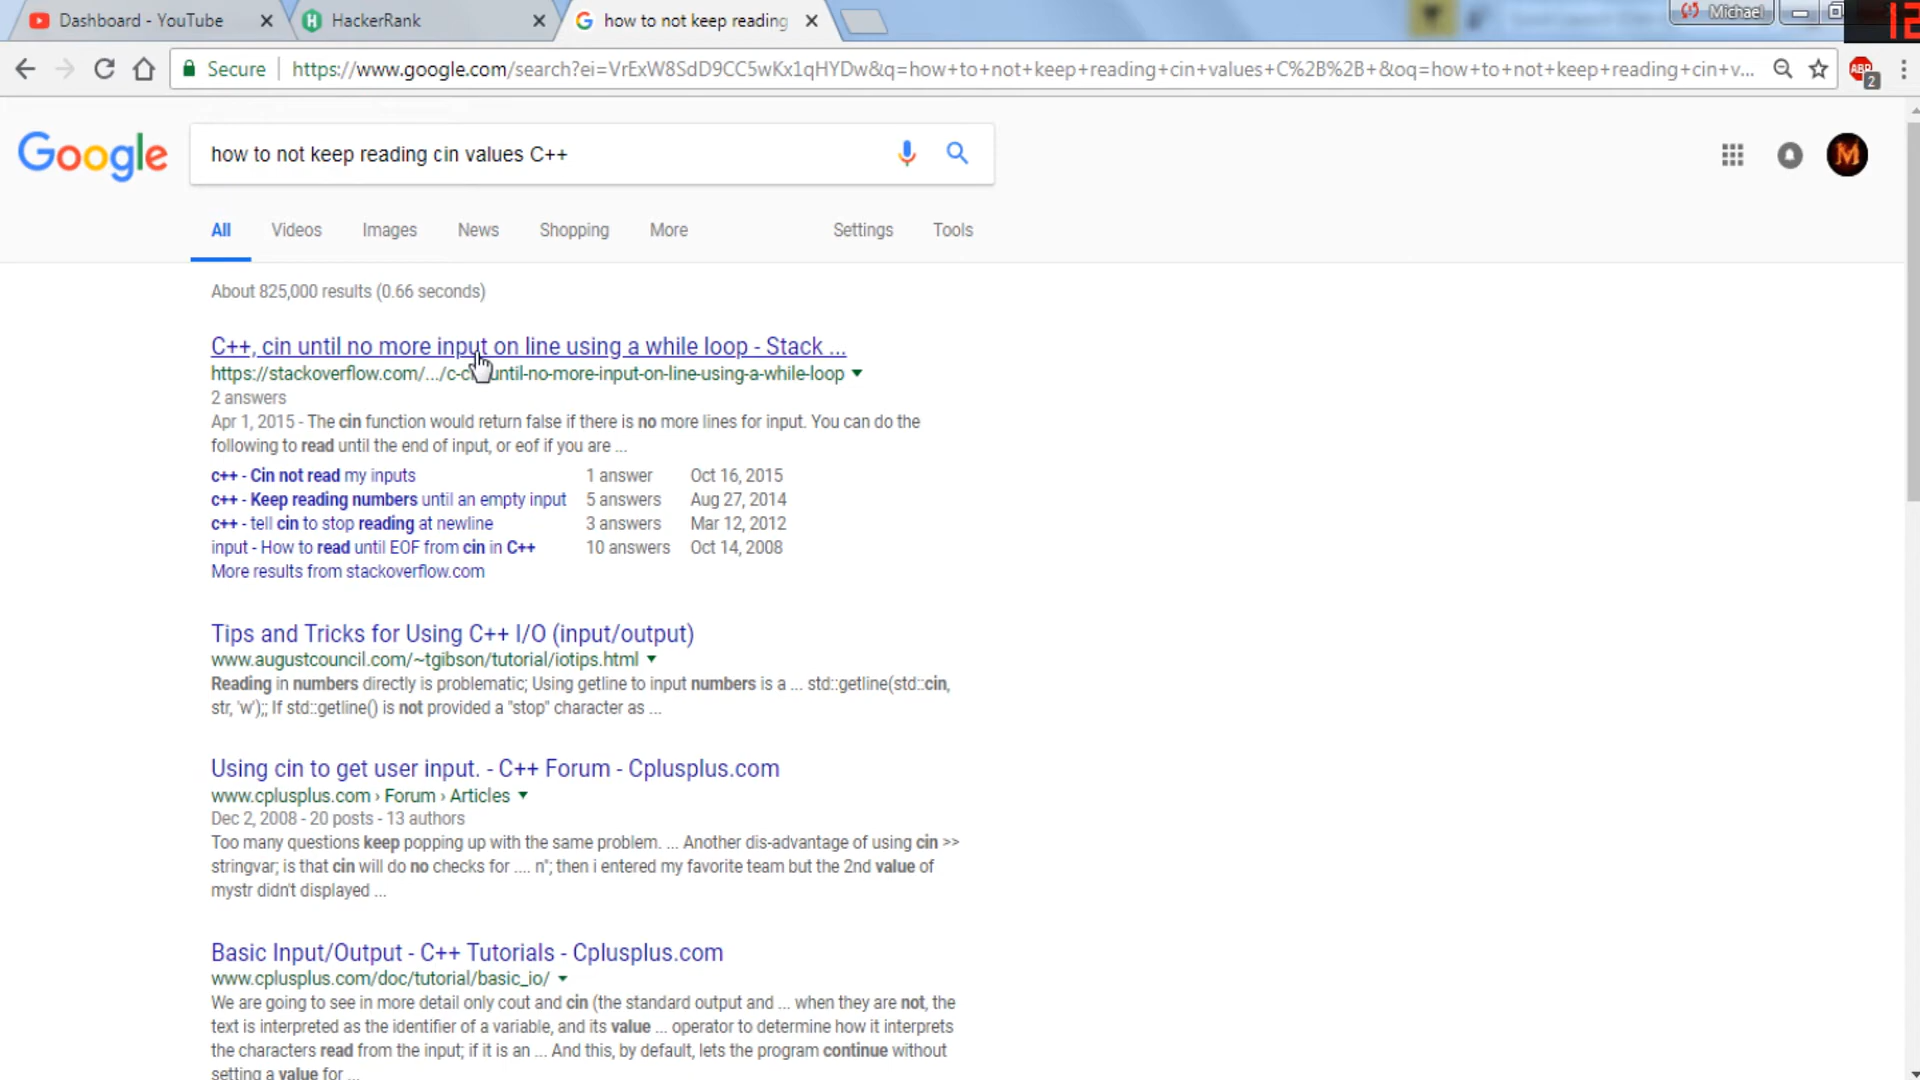 Dashboard - YouTube
HackerRank
how to not keep reading
Michael
12
Secure
https://www.google.com/search?ei=VrExW8SdD9CC5wKx1qHYDw&q=how+to+not+keep+reading+cin+values+C%2B%2B+&oq=how+to+not+keep+reading+cin+v...
ABP
2
Google
how to not keep reading cin values C++
M
All Videos Images News Shopping More Settings Tools
About 825,000 results (0.66 seconds)
C++, cin until no more input on line using a while loop - Stack ...
https://stackoverflow.com/.../c-ci until-no-more-input-on-line-using-a-while-loop
2 answers
Apr 1, 2015 - The cin function would return false if there is no more lines for input. You can do the
following to read until the end of input, or eof if you are ...
c++ - Cin not read my inputs 1 answer Oct 16, 2015
c++ - Keep reading numbers until an empty input 5 answers Aug 27, 2014
c++ - tell cin to stop reading at newline 3 answers Mar 12, 2012
input - How to read until EOF from cin in C++ 10 answers Oct 14, 2008
More results from stackoverflow.com
Tips and Tricks for Using C++ I/O (input/output)
www.augustcouncil.com/~tgibson/tutorial/iotips.html
Reading in numbers directly is problematic; Using getline to input numbers is a ... std::getline(std::cin,
str, 'w');; If std::getline() is not provided a "stop" character as ...
Using cin to get user input. - C++ Forum - Cplusplus.com
www.cplusplus.com › Forum › Articles
Dec 2, 2008 - 20 posts - 13 authors
Too many questions keep popping up with the same problem. ... Another dis-advantage of using cin >>
stringvar; is that cin will do no checks for .... n"; then i entered my favorite team but the 2nd value of
mystr didn't displayed ...
Basic Input/Output - C++ Tutorials - Cplusplus.com
www.cplusplus.com/doc/tutorial/basic_io/
We are going to see in more detail only cout and cin (the standard output and ... when they are not, the
text is interpreted as the identifier of a variable, and its value ... operator to determine how it interprets
the characters read from the input; if it is an ... And this, by default, lets the program continue without
setting a value for ...